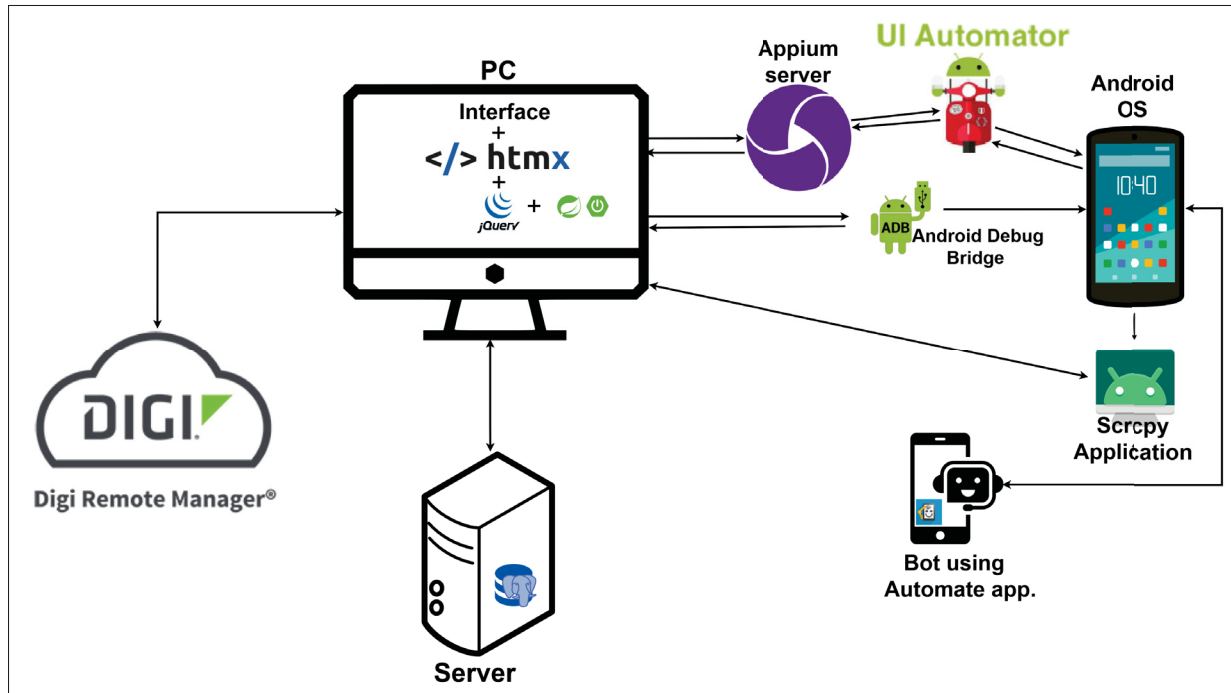 PC
Interface
+
</> htmx
+
jQuery +
Appium
server
UI Automator
Android
OS
10:40
ADB
Android Debug
Bridge
Scrcpy
Application
DIGI®
Digi Remote Manager®
Bot using
Automate app.
Server